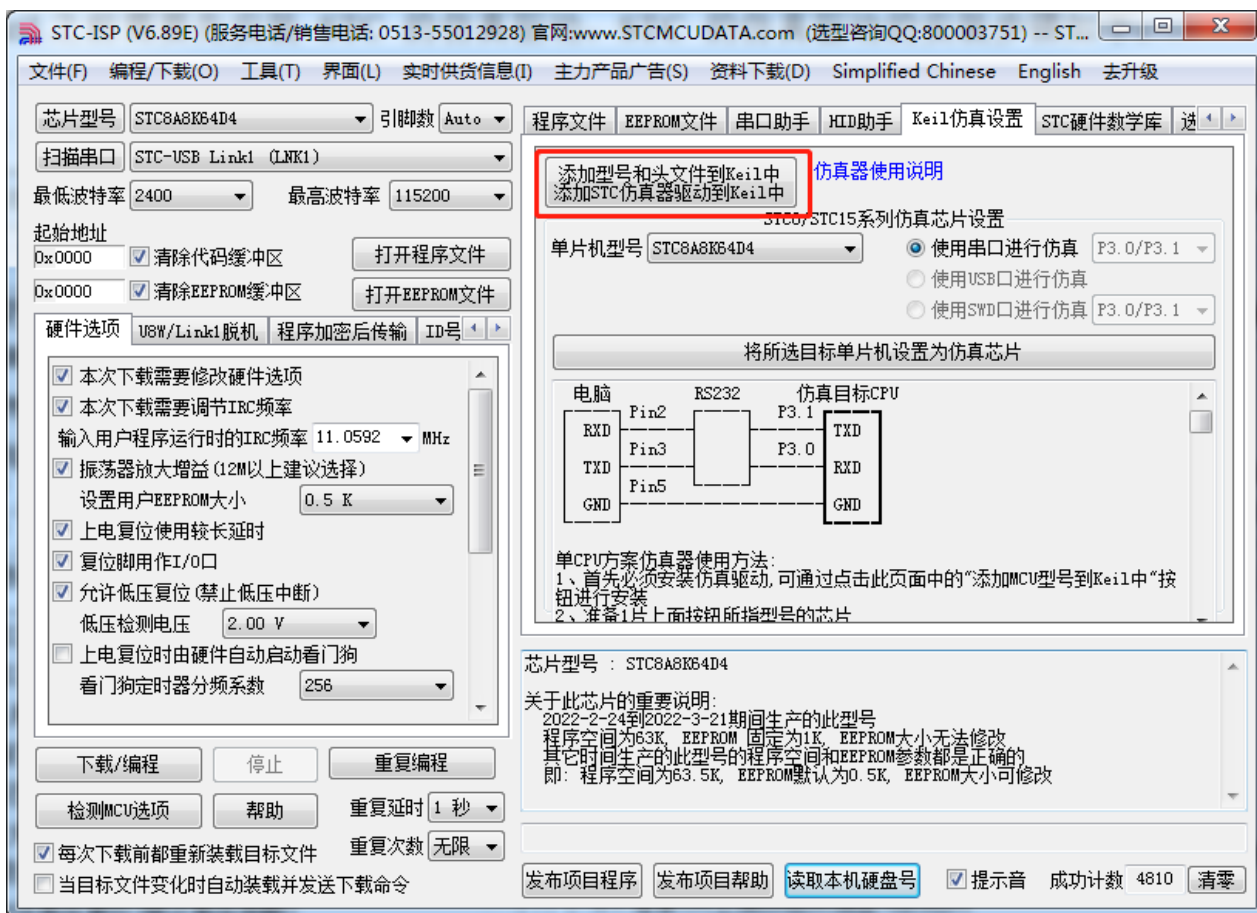 STC-ISP (V6.89E) (服务电话/销售电话: 0513-55012928) 官网:www.STCMCUDATA.com (选型咨询QQ:800003751) -- ST...
文件(F) 编程/下载(O) 工具(T) 界面(L) 实时供货信息(I) 主力产品广告(S) 资料下载(D) Simplified Chinese English 去升级
芯片型号 STC8A8K64D4 引脚数 Auto
扫描串口 STC-USB Link1 (LNK1)
最低波特率 2400 最高波特率 115200
起始地址
0x0000 清除代码缓冲区 打开程序文件
0x0000 清除EEPROM缓冲区 打开EEPROM文件
硬件选项 U8W/Link1脱机 程序加密后传输 ID号
本次下载需要修改硬件选项
本次下载需要调节IRC频率
输入用户程序运行时的IRC频率 11.0592 MHz
振荡器放大增益(12M以上建议选择)
设置用户EEPROM大小 0.5 K
上电复位使用较长延时
复位脚用作I/O口
允许低压复位(禁止低压中断)
低压检测电压 2.00 V
上电复位时由硬件自动启动看门狗
看门狗定时器分频系数 256
下载/编程 停止 重复编程
检测MCU选项 帮助 重复延时 1 秒
每次下载前都重新装载目标文件 重复次数 无限
当目标文件变化时自动装载并发送下载命令
程序文件 EEPROM文件 串口助手 HID助手 Keil仿真设置 STC硬件数学库 选
添加型号和头文件到Keil中
添加STC仿真器驱动到Keil中
仿真器使用说明
STC8/STC15系列仿真芯片设置
单片机型号 STC8A8K64D4 使用串口进行仿真 P3.0/P3.1
使用USB口进行仿真
使用SWD口进行仿真 P3.0/P3.1
将所选目标单片机设置为仿真芯片
电脑 RS232 仿真目标CPU
Pin2 P3.1
RXD TXD
Pin3 P3.0
TXD RXD
Pin5
GND GND
单CPU方案仿真器使用方法:
1、首先必须安装仿真驱动,可通过点击此页面中的"添加MCU型号到Keil中"按
钮进行安装
2、准备1片上面按钮所指型号的芯片
芯片型号 : STC8A8K64D4
关于此芯片的重要说明:
2022-2-24到2022-3-21期间生产的此型号
程序空间为63K, EEPROM 固定为1K, EEPROM大小无法修改
其它时间生产的此型号的程序空间和EEPROM参数都是正确的
即: 程序空间为63.5K, EEPROM默认为0.5K, EEPROM大小可修改
发布项目程序 发布项目帮助 读取本机硬盘号 提示音 成功计数 4810 清零